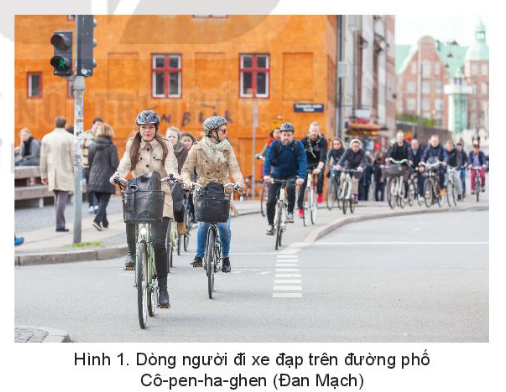 Hình 1. Dòng người đi xe đạp trên đường phố
Cô-pen-ha-ghen (Đan Mạch)